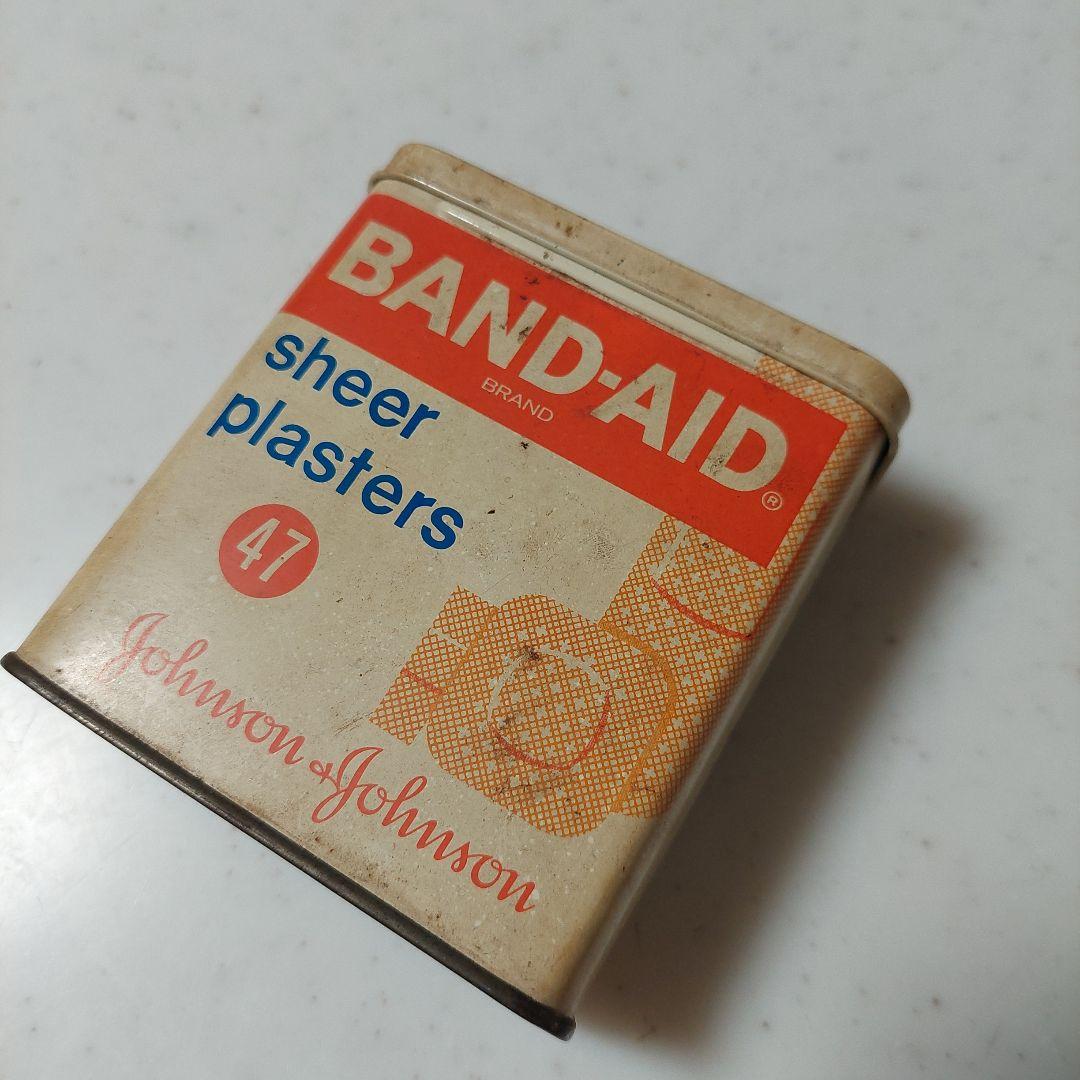 BAND-AID®
BRAND
sheer
plasters
47
Johnson & Johnson